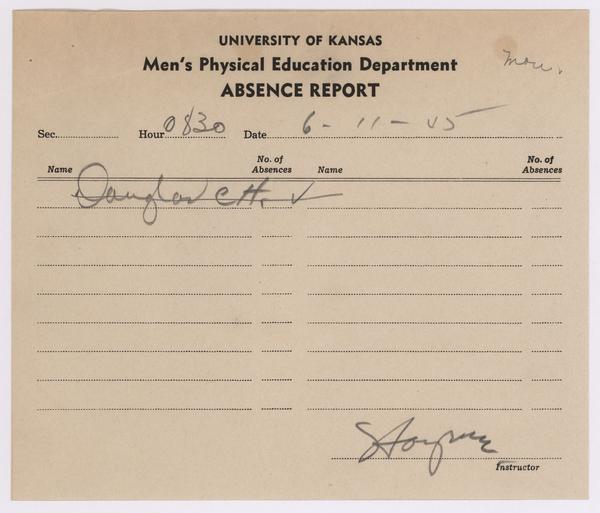 UNIVERSITY OF KANSAS
Men's Physical Education Department
ABSENCE REPORT
Mon.
Sec. Hour 0830 Date 6-11-45
Name No. of Absences Name No. of Absences
Douglas C H. ✓
Instructor